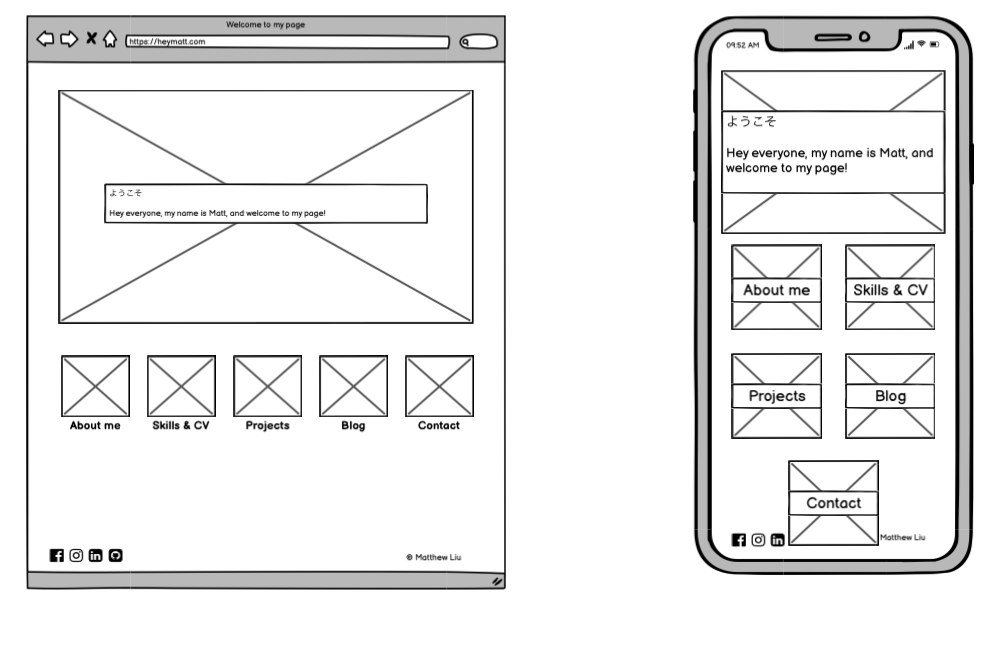 Welcome to my page
https://heymatt.com
ようこそ
Hey everyone, my name is Matt, and welcome to my page!
About me
Skills & CV
Projects
Blog
Contact
© Matthew Liu
09:52 AM
ようこそ
Hey everyone, my name is Matt, and
welcome to my page!
About me
Skills & CV
Projects
Blog
Contact
Matthew Liu